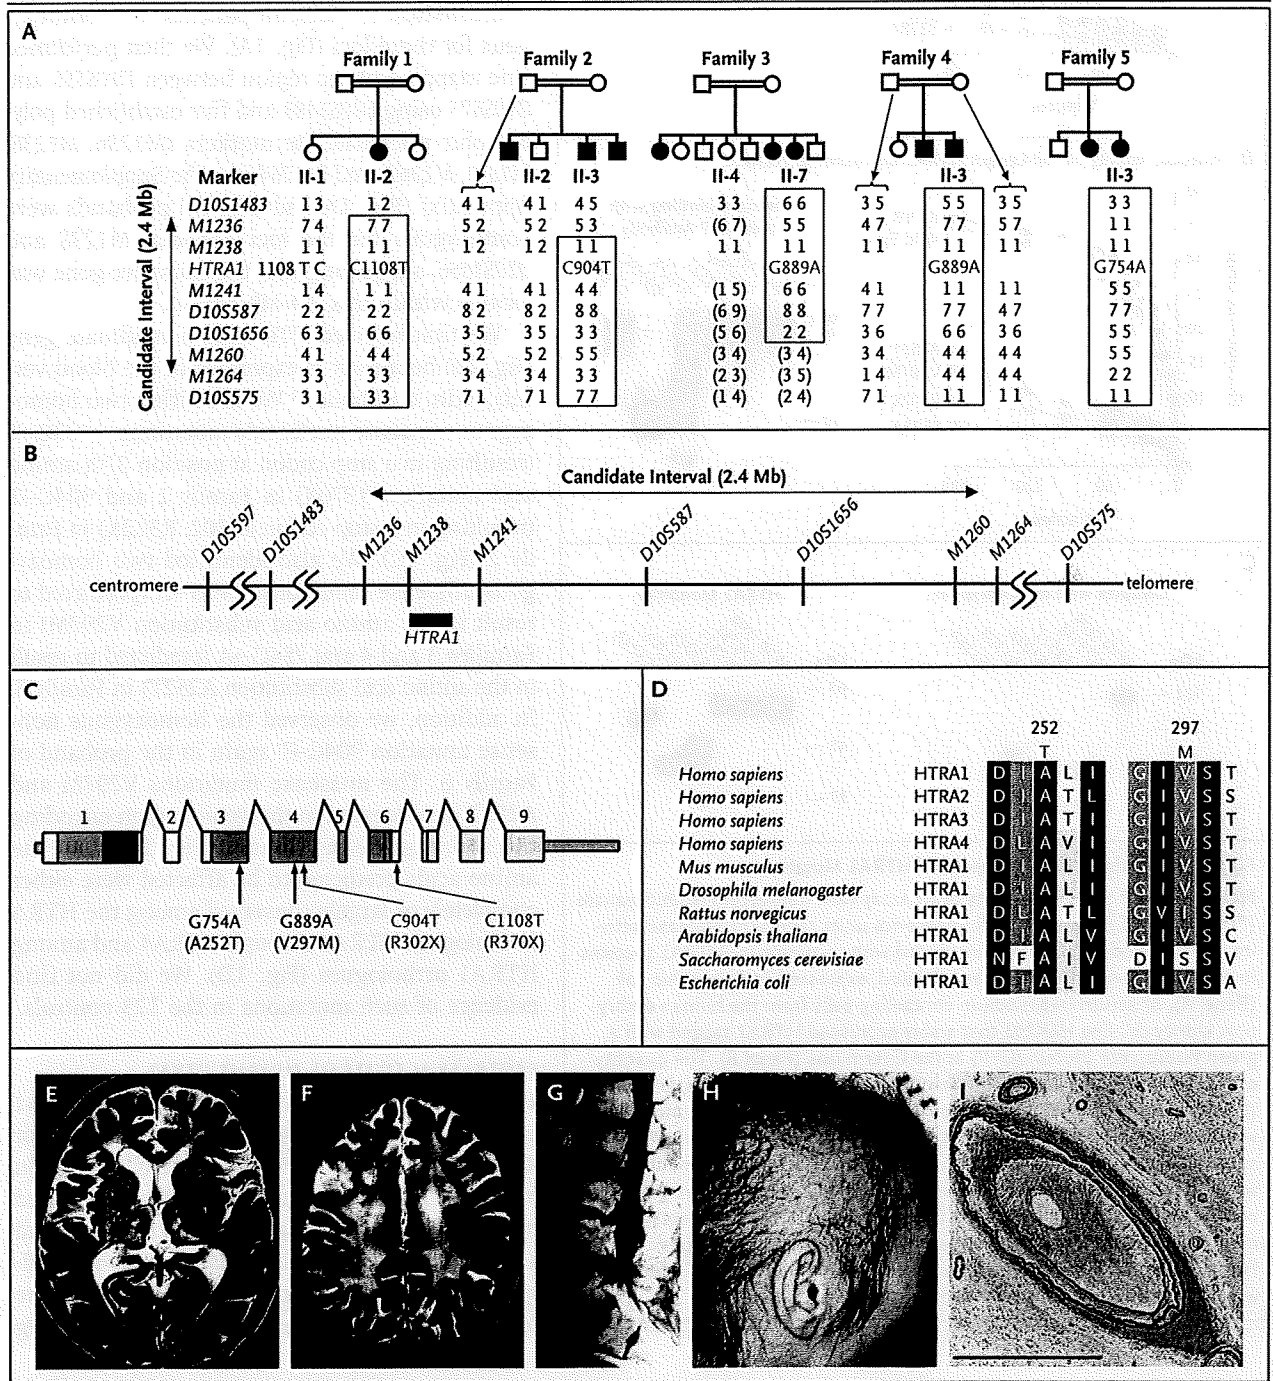 A
Family 1 Family 2 Family 3 Family 4 Family 5
Marker II-1 II-2 II-2 II-3 II-4 II-7 II-3 II-3
Candidate Interval (2.4 Mb)
D10S1483 1 3 1 2 4 1 4 1 4 5 3 3 6 6 3 5 5 5 3 5 3 3
M1236 7 4 7 7 5 2 5 2 5 3 (6 7) 5 5 4 7 7 7 5 7 1 1
M1238 1 1 1 1 1 2 1 2 1 1 1 1 1 1 1 1 1 1 1 1 1 1
HTRA1 1108 T C C1108T C904T G889A G889A G754A
M1241 1 4 1 1 4 1 4 1 4 4 (1 5) 6 6 4 1 1 1 1 1 5 5
D10S587 2 2 2 2 8 2 8 2 8 8 (6 9) 8 8 7 7 7 7 4 7 7 7
D10S1656 6 3 6 6 3 5 3 5 3 3 (5 6) 2 2 3 6 6 6 3 6 5 5
M1260 4 1 4 4 5 2 5 2 5 5 (3 4) (3 4) 3 4 4 4 4 4 5 5
M1264 3 3 3 3 3 4 3 4 3 3 (2 3) (3 5) 1 4 4 4 4 4 2 2
D10S575 3 1 3 3 7 1 7 1 7 7 (1 4) (2 4) 7 1 1 1 1 1 1 1
B
Candidate Interval (2.4 Mb)
D10S597 D10S1483 M1236 M1238 M1241 D10S587 D10S1656 M1260 M1264 D10S575
centromere telomere
HTRA1
C
1 2 3 4 5 6 7 8 9
G754A G889A C904T C1108T
(A252T) (V297M) (R302X) (R370X)
D
252 297
T M
Homo sapiens HTRA1 D I A L I G I V S T
Homo sapiens HTRA2 D I A T L G I V S S
Homo sapiens HTRA3 D I A T I G I V S T
Homo sapiens HTRA4 D L A V I G I V S T
Mus musculus HTRA1 D I A L I G I V S T
Drosophila melanogaster HTRA1 D I A L I G I V S T
Rattus norvegicus HTRA1 D L A T L G V I S S
Arabidopsis thaliana HTRA1 D I A L V G I V S C
Saccharomyces cerevisiae HTRA1 N F A I V D I S S V
Escherichia coli HTRA1 D I A L I G I V S A
E F G H I